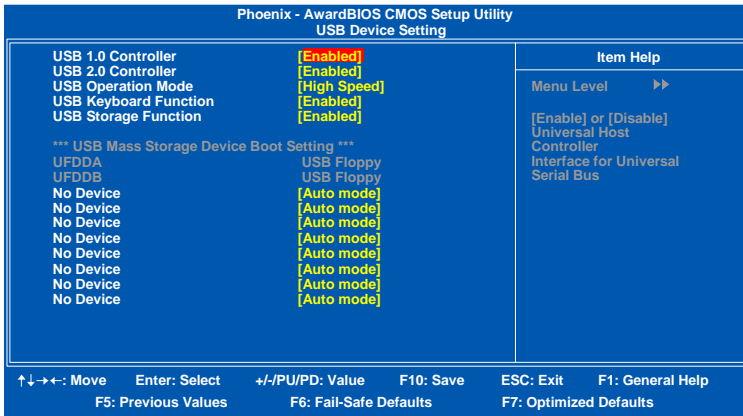 Phoenix - AwardBIOS CMOS Setup Utility
USB Device Setting
USB 1.0 Controller [Enabled]
USB 2.0 Controller [Enabled]
USB Operation Mode [High Speed]
USB Keyboard Function [Enabled]
USB Storage Function [Enabled]
*** USB Mass Storage Device Boot Setting ***
UFDDA USB Floppy
UFDDB USB Floppy
No Device [Auto mode]
No Device [Auto mode]
No Device [Auto mode]
No Device [Auto mode]
No Device [Auto mode]
No Device [Auto mode]
No Device [Auto mode]
No Device [Auto mode]
Item Help
Menu Level ▶▶
[Enable] or [Disable]
Universal Host
Controller
Interface for Universal
Serial Bus
↑↓→←: Move Enter: Select +/-/PU/PD: Value F10: Save ESC: Exit F1: General Help
F5: Previous Values F6: Fail-Safe Defaults F7: Optimized Defaults